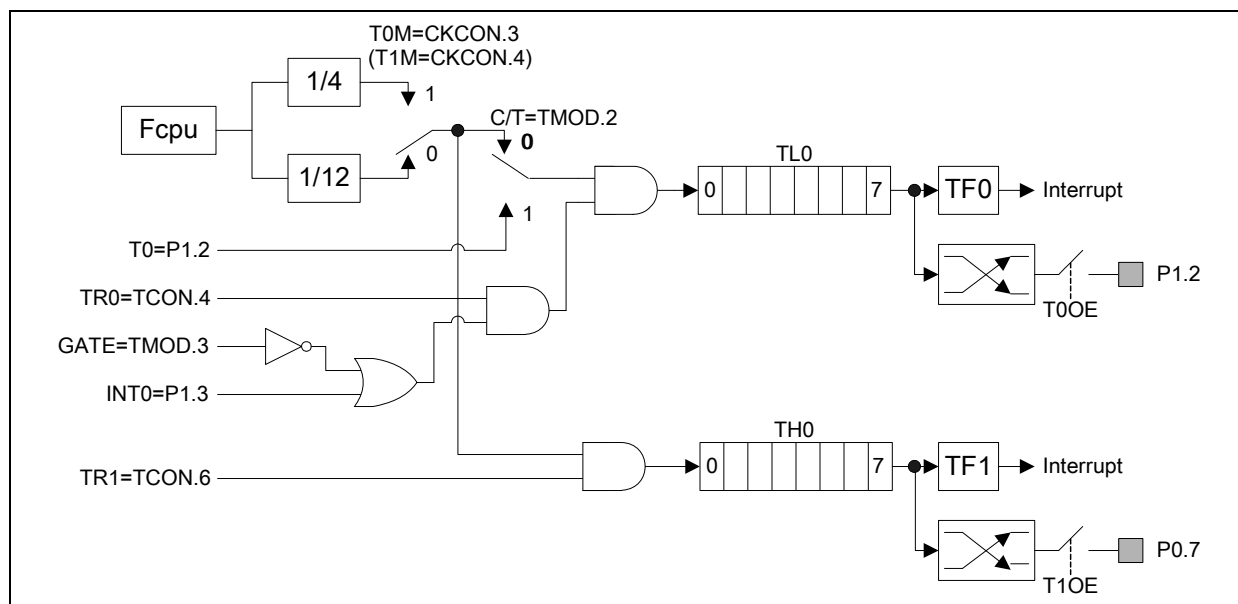 T0M=CKCON.3
(T1M=CKCON.4)
1/4
1
Fcpu
C/T=TMOD.2
0
0
1/12
TL0
0 7
TF0
Interrupt
1
T0=P1.2
P1.2
TR0=TCON.4
T0OE
GATE=TMOD.3
INT0=P1.3
TH0
0 7
TF1
Interrupt
TR1=TCON.6
P0.7
T1OE